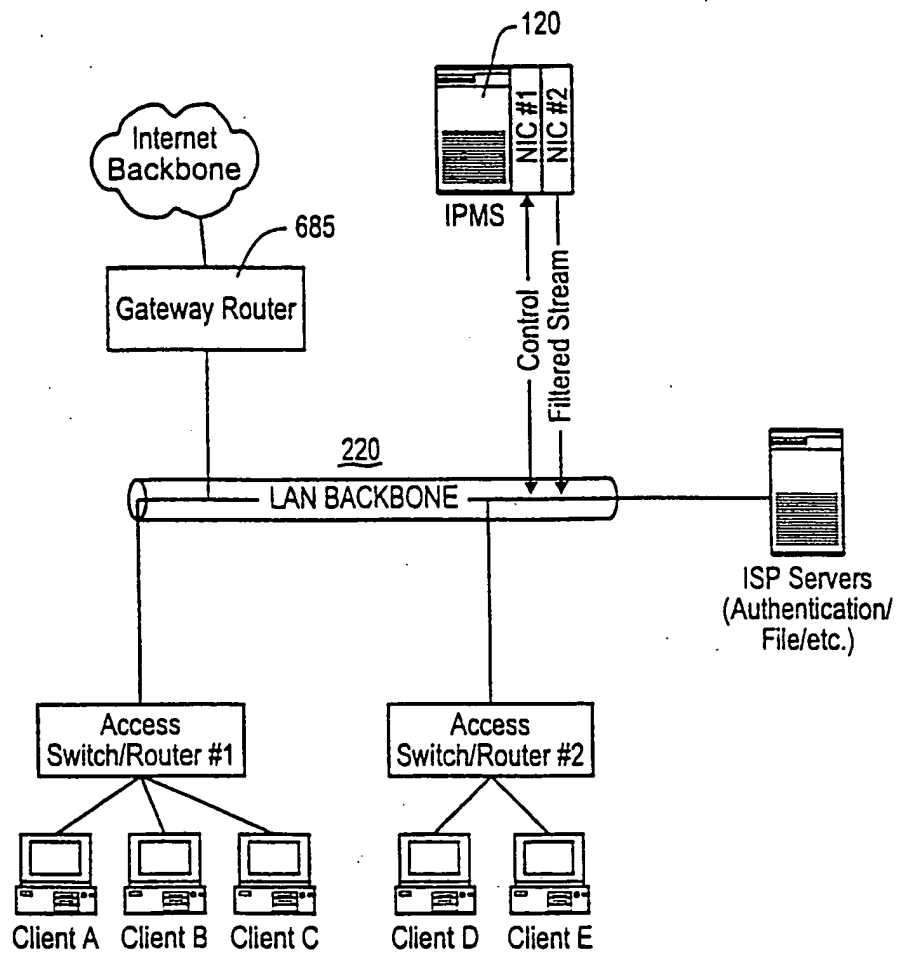 120
NIC #1
NIC #2
IPMS
Internet
Backbone
685
Gateway Router
Control
Filtered Stream
220
LAN BACKBONE
ISP Servers
(Authentication/
File/etc.)
Access
Switch/Router #1
Access
Switch/Router #2
Client A
Client B
Client C
Client D
Client E